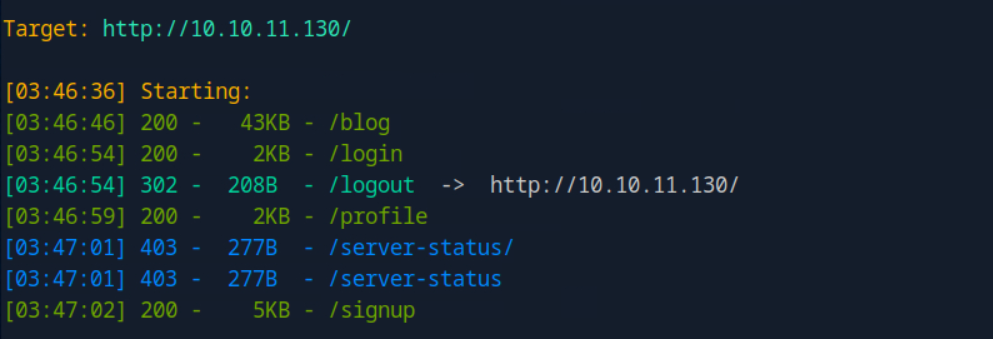 Target: http://10.10.11.130/
[03:46:36] Starting:
[03:46:46] 200 -   43KB - /blog
[03:46:54] 200 -    2KB - /login
[03:46:54] 302 -  208B  - /logout  ->  http://10.10.11.130/
[03:46:59] 200 -    2KB - /profile
[03:47:01] 403 -  277B  - /server-status/
[03:47:01] 403 -  277B  - /server-status
[03:47:02] 200 -    5KB - /signup